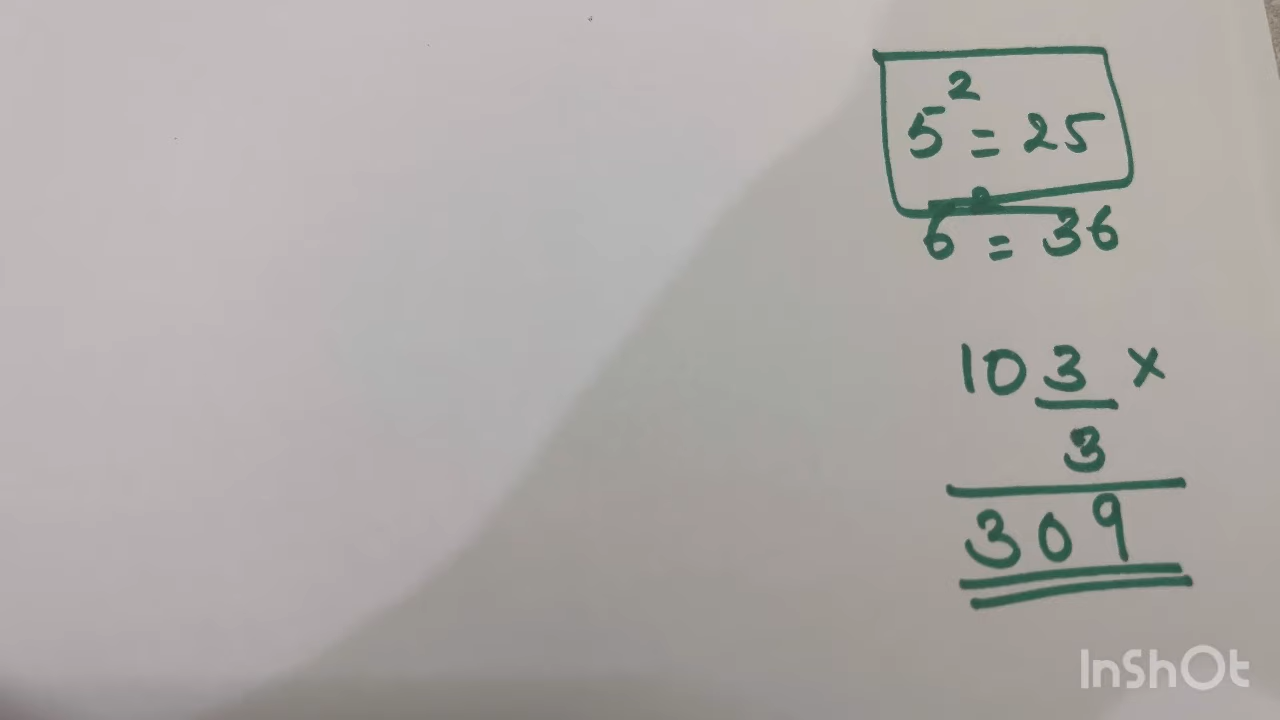 5² = 25
6² = 36
103 ×
3
309
InShOt